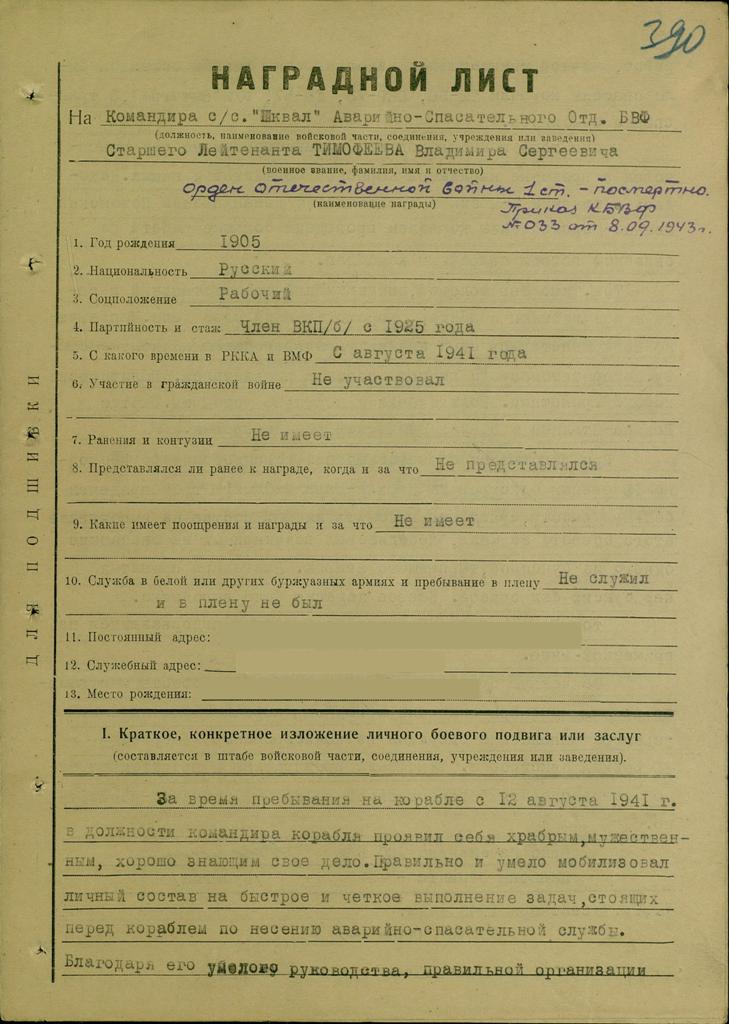 390
НАГРАДНОЙ ЛИСТ
На Командира с/с. "Шквал" Аварийно-Спасательного Отд. БВФ
(должность, наименование войсковой части, соединения, учреждения или заведения)
Старшего Лейтенанта ТИМОФЕЕВА Владимира Сергеевича
(военное звание, фамилия, имя и отчество)
Орден Отечественной войны 1 ст. - посмертно.
(наименование награды)
Приказ КБВФ
№ 033 от 8.09.1943г.
1. Год рождения 1905
2. Национальность Русский
3. Соцположение Рабочий
4. Партийность и стаж Член ВКП/б/ с 1925 года
5. С какого времени в РККА и ВМФ С августа 1941 года
6. Участие в гражданской войне Не участвовал
7. Ранения и контузии Не имеет
8. Представлялся ли ранее к награде, когда и за что Не представлялся
9. Какие имеет поощрения и награды и за что Не имеет
10. Служба в белой или других буржуазных армиях и пребывание в плену Не служил
и в плену не был
11. Постоянный адрес:
12. Служебный адрес:
13. Место рождения:
ДЛЯ ПОДШИВКИ
I. Краткое, конкретное изложение личного боевого подвига или заслуг
(составляется в штабе войсковой части, соединения, учреждения или заведения).
За время пребывания на корабле с 12 августа 1941 г.
в должности командира корабля проявил себя храбрым,мужествен-
ным, хорошо знающим свое дело.Правильно и умело мобилизовал
личный состав на быстрое и четкое выполнение задач,стоящих
перед кораблем по несению аварийно-спасательной службы.
Благодаря его умелого руководства, правильной организации